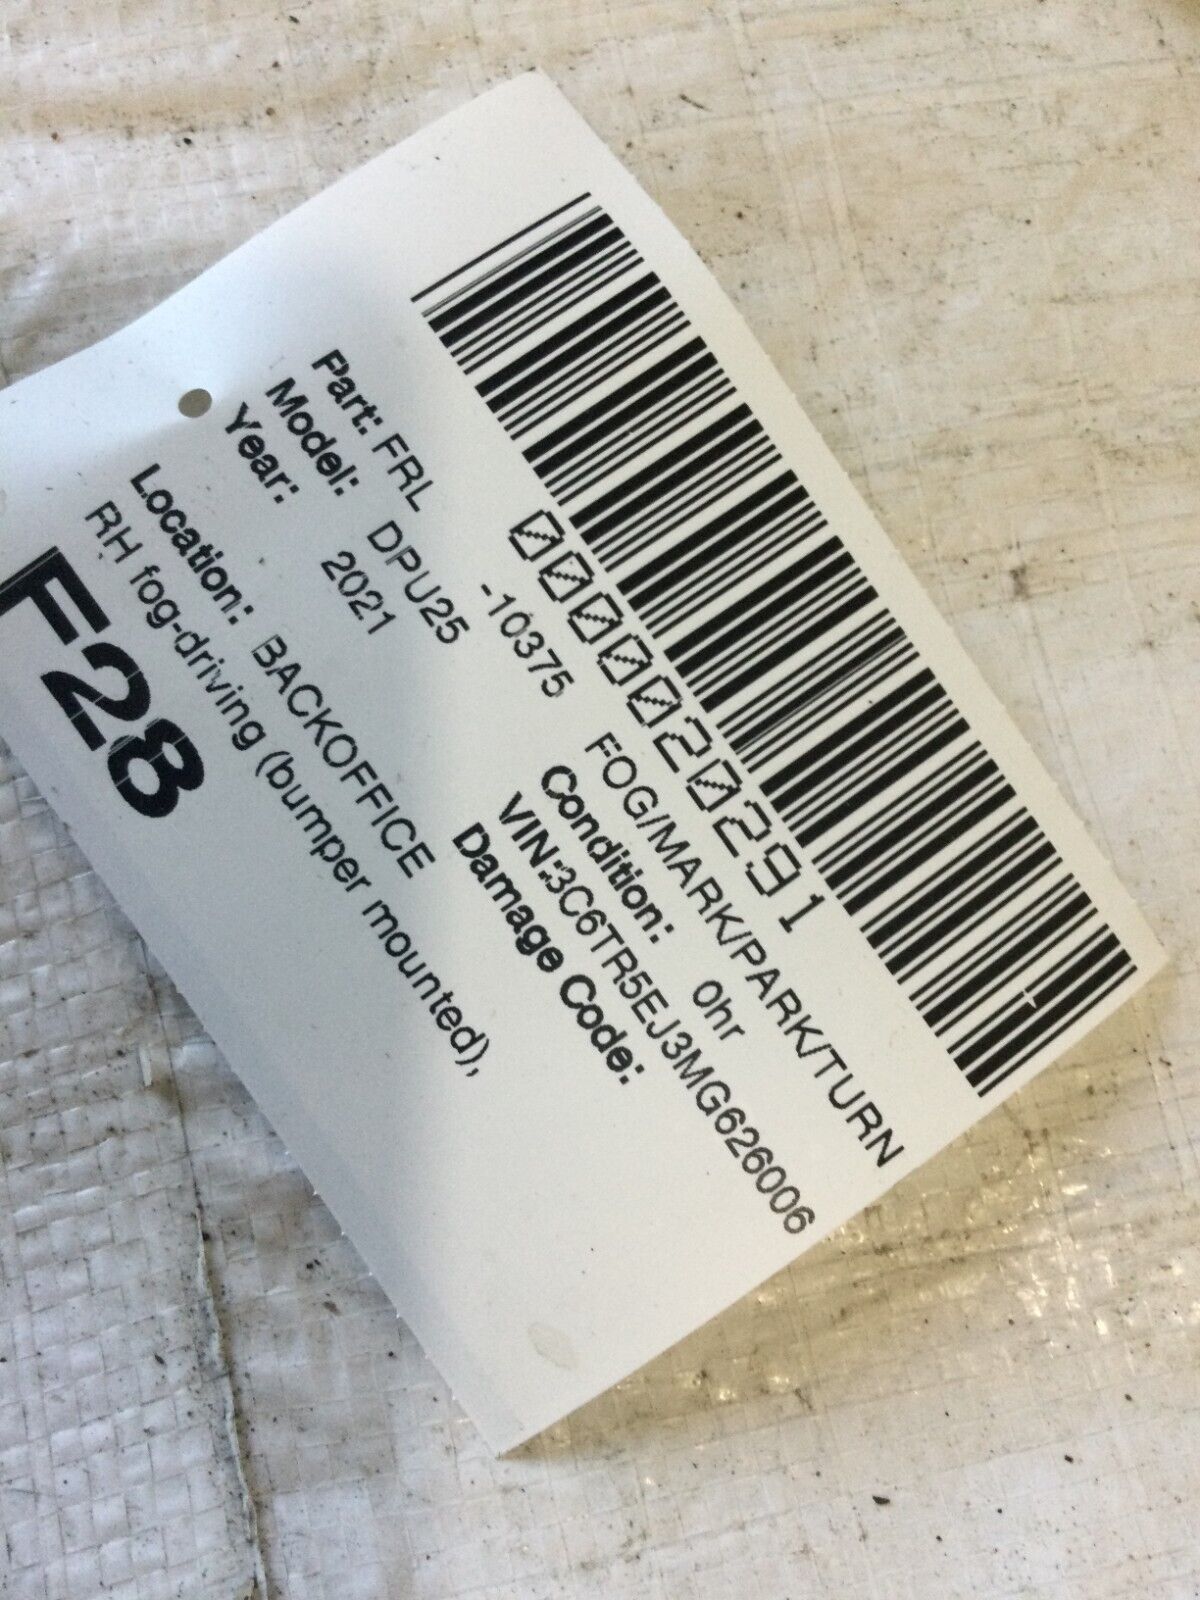 0000020291
Part: FRL -10375 FOG/MARK/PARK/TURN
Model: DPU25 Condition: 0hr
Year: 2021 VIN:3C6TR5EJ3MG626006
Damage Code:
Location: BACKOFFICE
RH fog-driving (bumper mounted),
F28